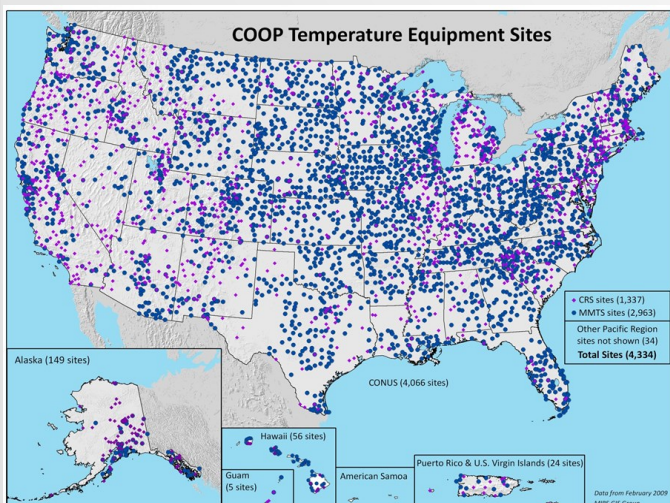 COOP Temperature Equipment Sites
CRS sites (1,337)
MMTS sites (2,963)
Other Pacific Region
sites not shown (34)
Total Sites (4,334)
Alaska (149 sites)
CONUS (4,066 sites)
Hawaii (56 sites)
Guam
(5 sites)
American Samoa
Puerto Rico & U.S. Virgin Islands (24 sites)
Data from February 2009